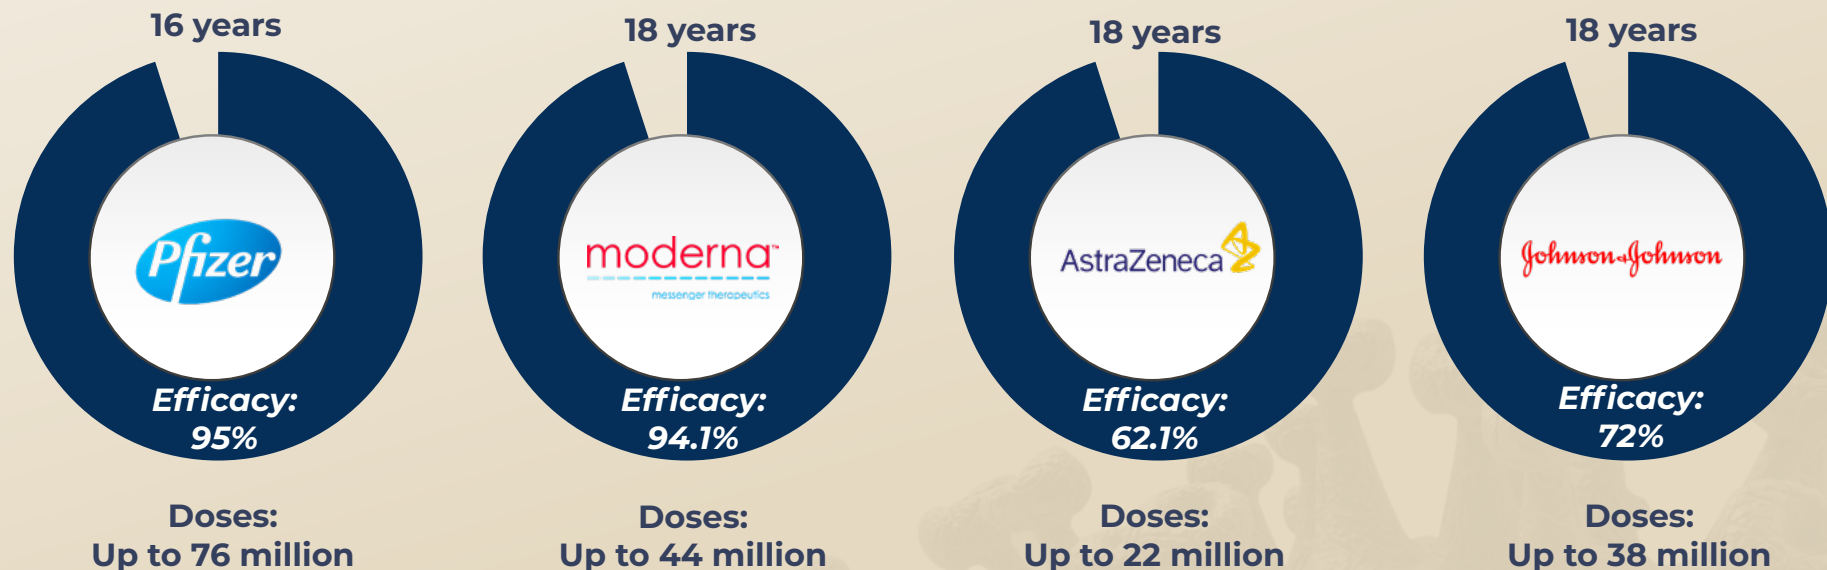 16 years
18 years
18 years
18 years
Pfizer
moderna™
messenger therapeutics
AstraZeneca
Johnson&Johnson
Efficacy:
95%
Efficacy:
94.1%
Efficacy:
62.1%
Efficacy:
72%
Doses:
Up to 76 million
Doses:
Up to 44 million
Doses:
Up to 22 million
Doses:
Up to 38 million